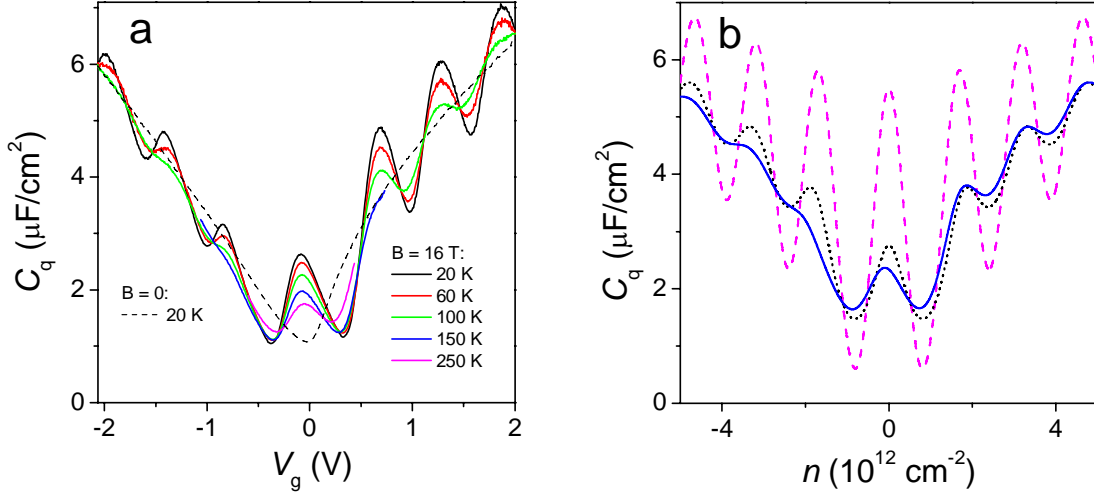 a
C_q (μF/cm²)
6
4
2
0
B = 0:
20 K
B = 16 T:
20 K
60 K
100 K
150 K
250 K
-2 -1 0 1 2
V_g (V)
b
C_q (μF/cm²)
6
4
2
0
-4 0 4
n (10¹² cm⁻²)